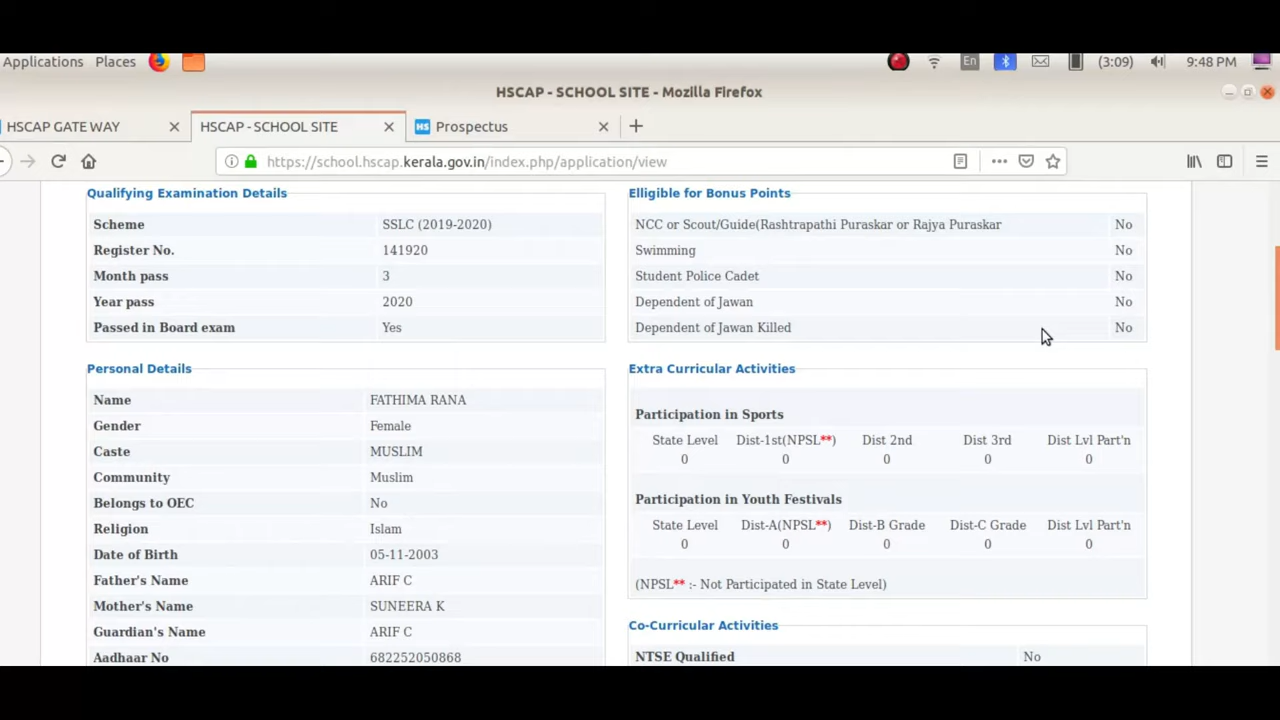 Applications Places En (3:09) 9:48 PM
HSCAP - SCHOOL SITE - Mozilla Firefox
HSCAP GATE WAY HSCAP - SCHOOL SITE HS Prospectus
https://school.hscap.kerala.gov.in/index.php/application/view
Qualifying Examination Details
Scheme SSLC (2019-2020)
Register No. 141920
Month pass 3
Year pass 2020
Passed in Board exam Yes
Personal Details
Name FATHIMA RANA
Gender Female
Caste MUSLIM
Community Muslim
Belongs to OEC No
Religion Islam
Date of Birth 05-11-2003
Father's Name ARIF C
Mother's Name SUNEERA K
Guardian's Name ARIF C
Aadhaar No 682252050868
Elligible for Bonus Points
NCC or Scout/Guide(Rashtrapathi Puraskar or Rajya Puraskar No
Swimming No
Student Police Cadet No
Dependent of Jawan No
Dependent of Jawan Killed No
Extra Curricular Activities
Participation in Sports
State Level Dist-1st(NPSL**) Dist 2nd Dist 3rd Dist Lvl Part'n
0 0 0 0 0
Participation in Youth Festivals
State Level Dist-A(NPSL**) Dist-B Grade Dist-C Grade Dist Lvl Part'n
0 0 0 0 0
(NPSL** :- Not Participated in State Level)
Co-Curricular Activities
NTSE Qualified No